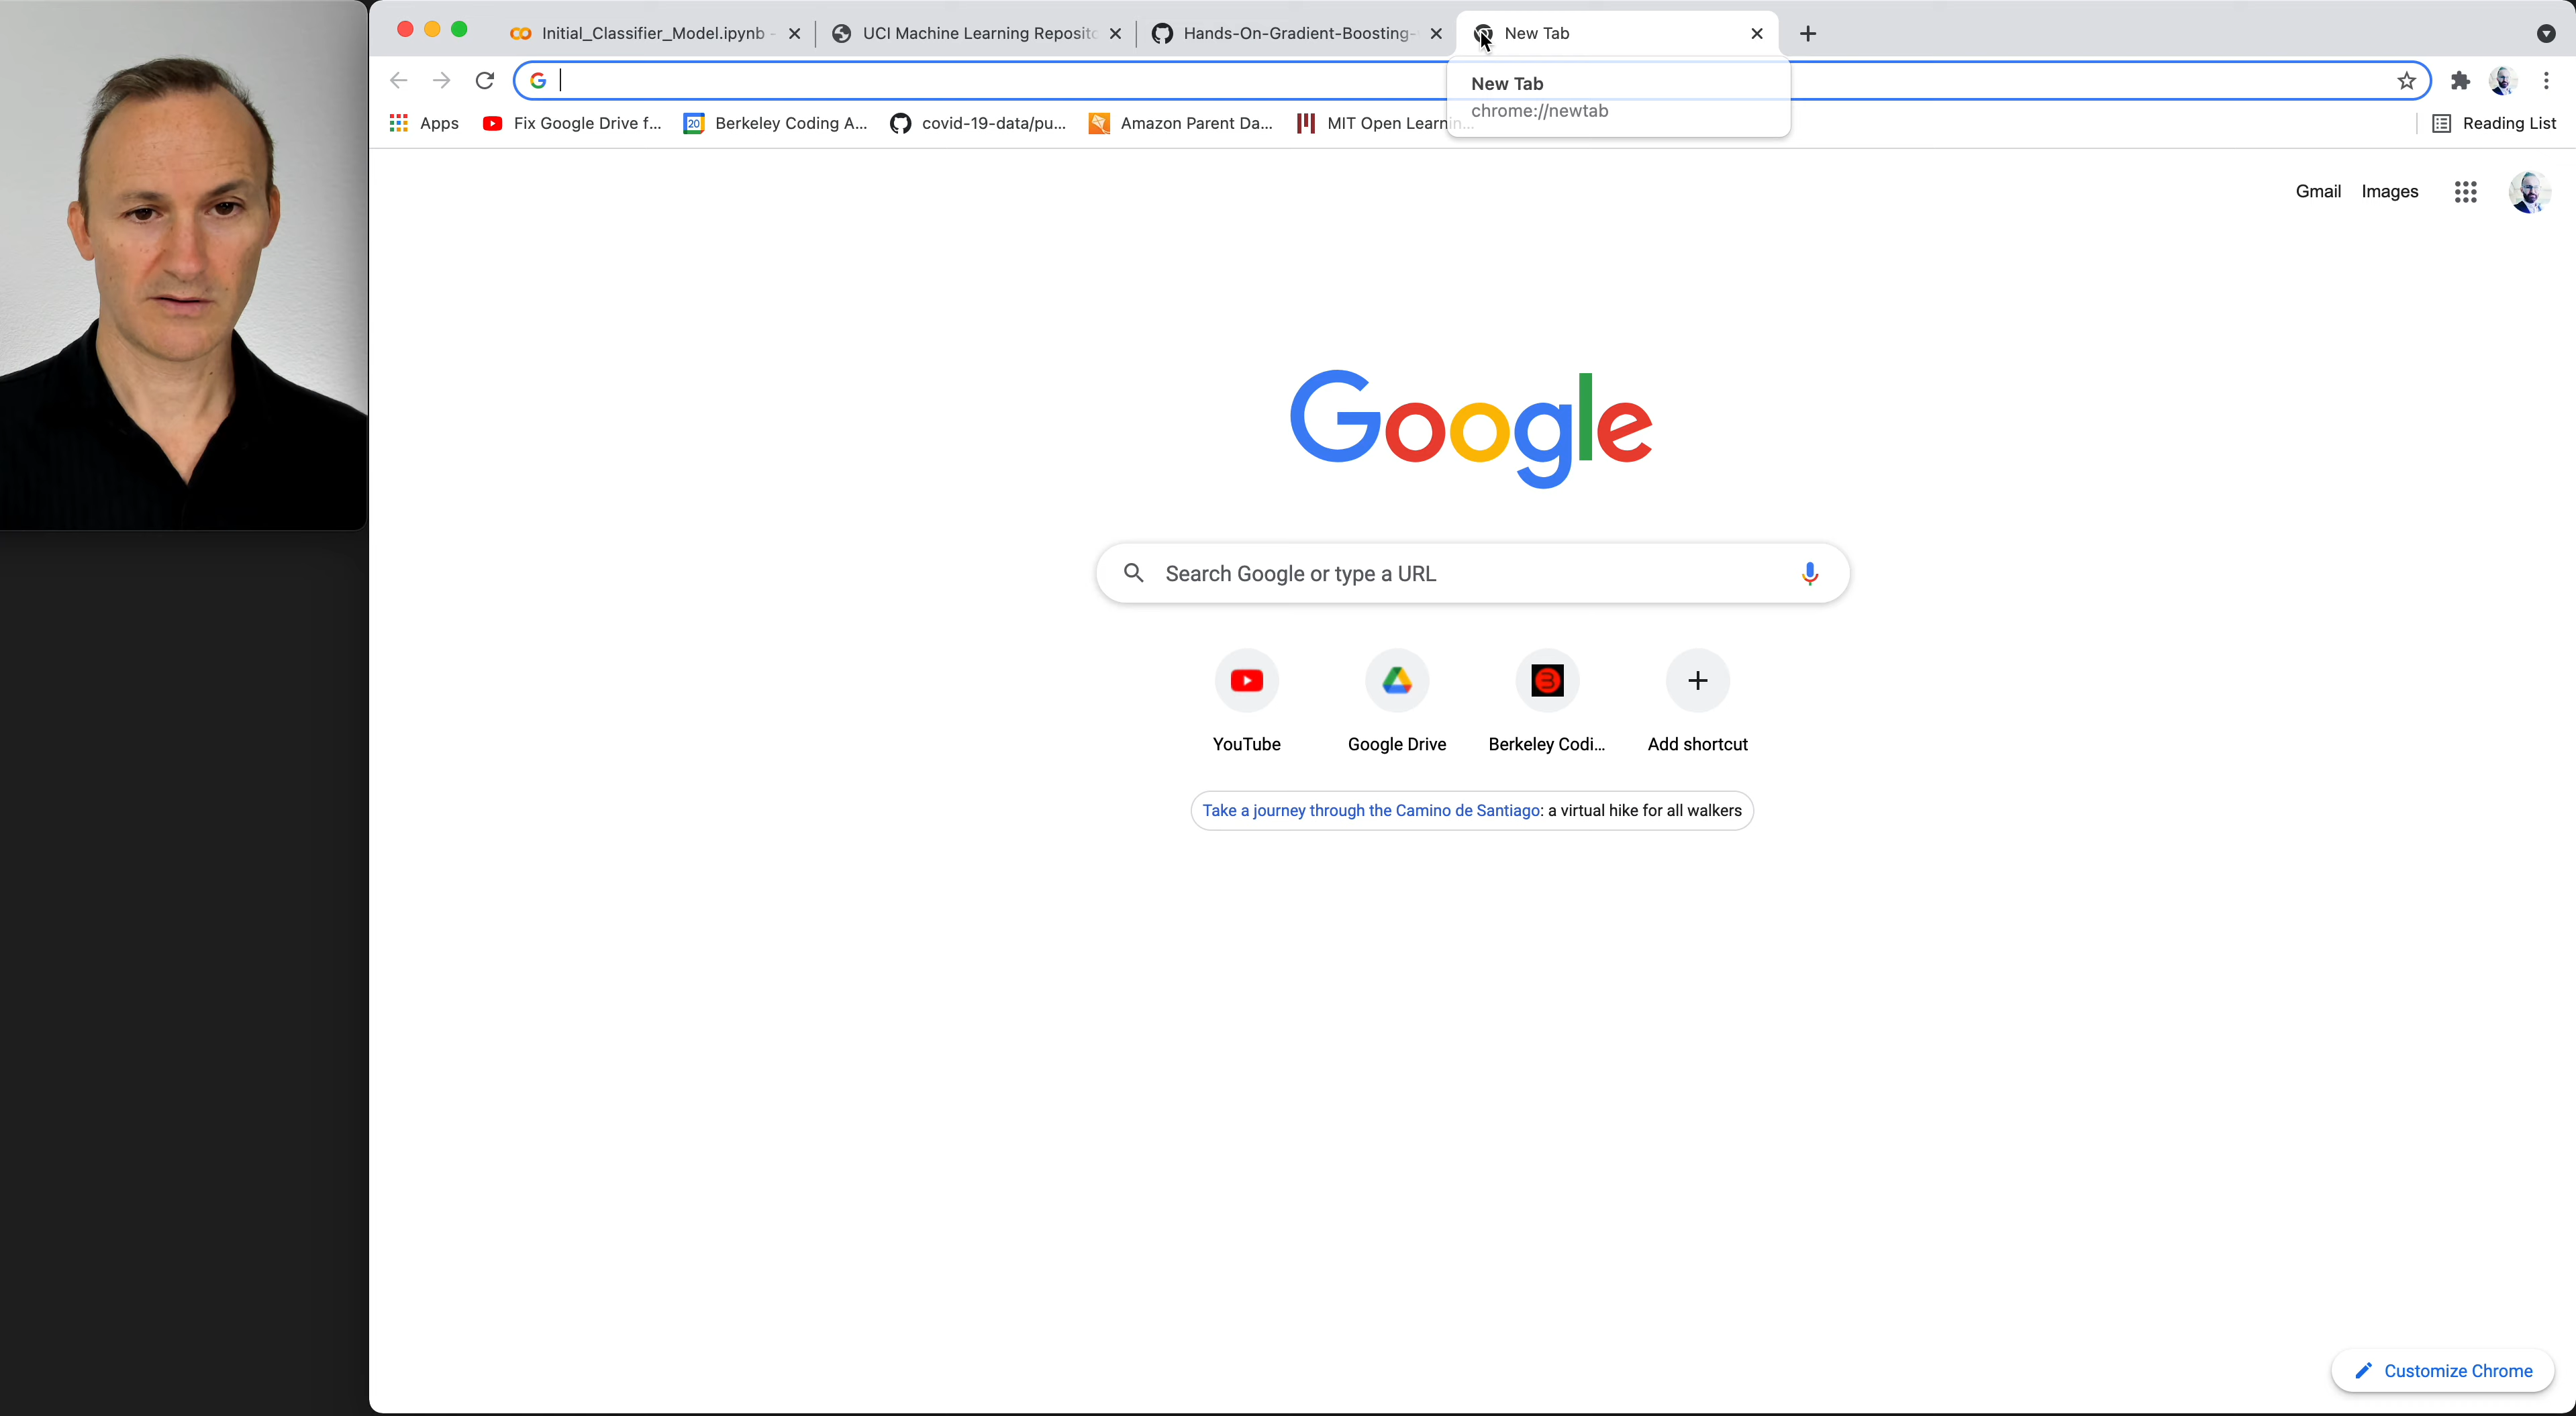 Initial_Classifier_Model.ipynb -
UCI Machine Learning Reposito
Hands-On-Gradient-Boosting-
New Tab
New Tab
chrome://newtab
Apps
Fix Google Drive f...
20
Berkeley Coding A...
covid-19-data/pu...
Amazon Parent Da...
MIT Open Learnin...
Reading List
Gmail
Images
Google
Search Google or type a URL
YouTube
Google Drive
Berkeley Codi...
Add shortcut
Take a journey through the Camino de Santiago: a virtual hike for all walkers
Customize Chrome